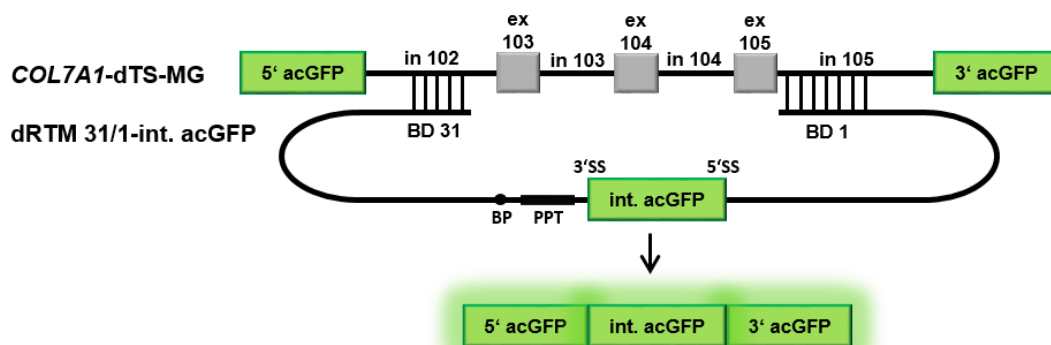 ex 103
ex 104
ex 105
COL7A1-dTS-MG
5‘ acGFP
in 102
in 103
in 104
in 105
3‘ acGFP
dRTM 31/1-int. acGFP
BD 31
BD 1
3‘SS
5‘SS
int. acGFP
BP
PPT
5‘ acGFP
int. acGFP
3‘ acGFP